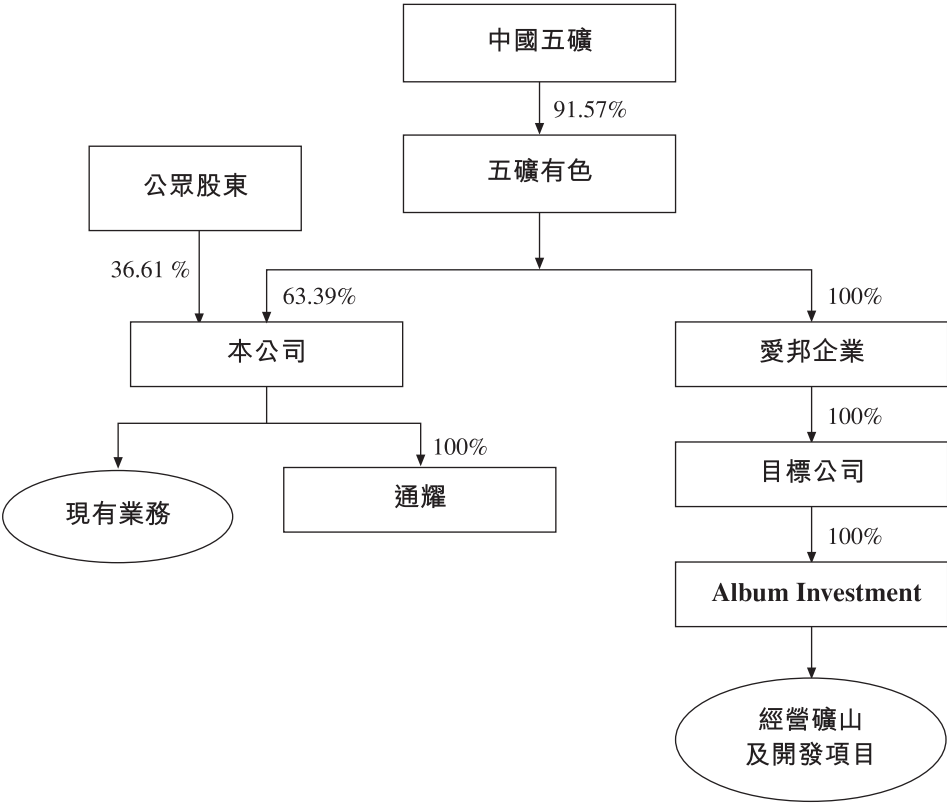 中國五礦
91.57%
五礦有色
公眾股東
36.61 %
63.39%
100%
本公司
愛邦企業
100%
100%
目標公司
現有業務
通耀
100%
Album Investment
經營礦山
及開發項目